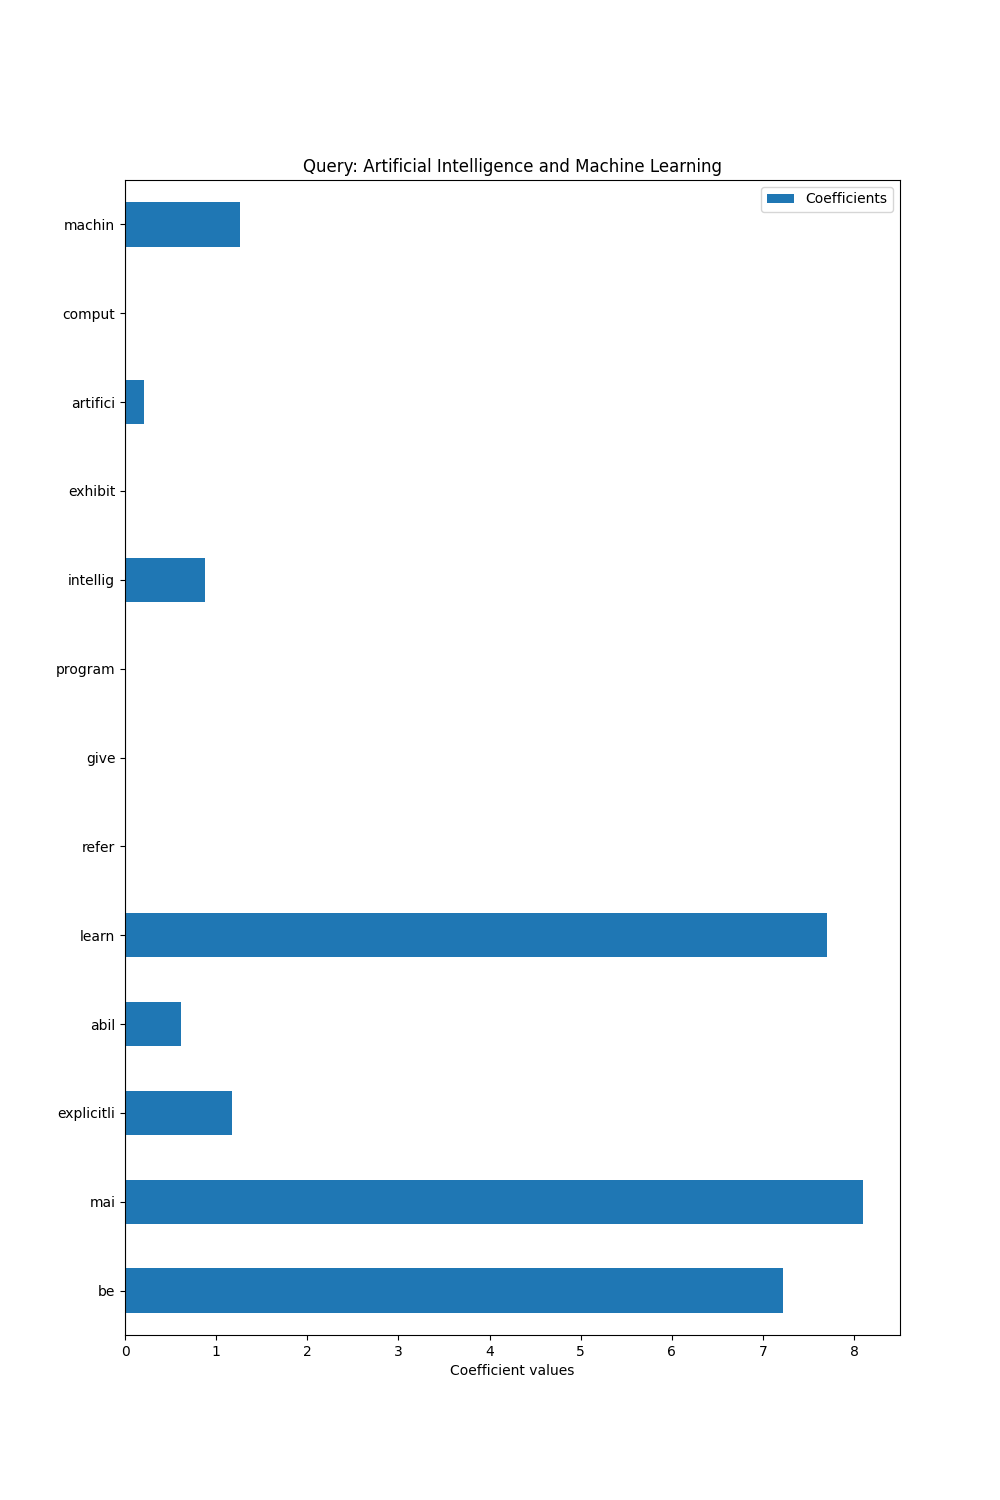 Query: Artificial Intelligence and Machine Learning
Coefficients
machin
comput
artifici
exhibit
intellig
program
give
refer
learn
abil
explicitli
mai
be
0 1 2 3 4 5 6 7 8
Coefficient values